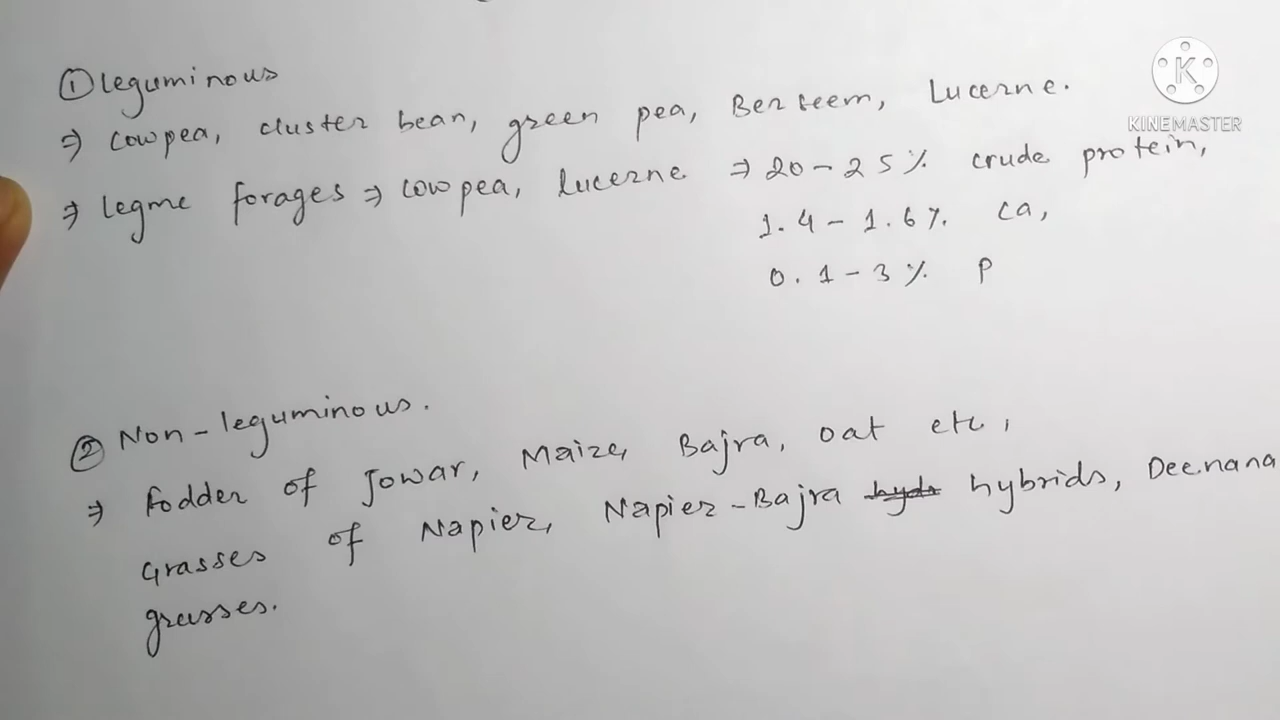 ① leguminous
⇒ Cowpea, cluster bean, green pea, Berseem, Lucerne.
⇒ legme forages ⇒ Cowpea, lucerne ⇒ 20-25% crude protein,
1.4-1.6%. Ca,
0.1-3% P
② Non-leguminous.
⇒ Fodder of Jowar, Maize, Bajra, oat etc,
Grasses of Napier, Napier-Bajra hybrids, Deenana
grasses.
K
KINEMASTER